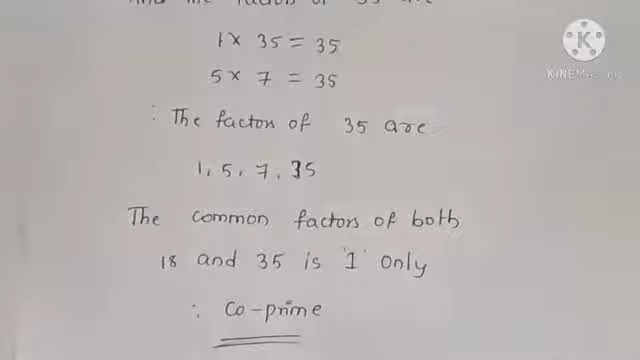 1 × 35 = 35
5 × 7 = 35
∴ The factors of 35 are
1, 5, 7, 35
The common factors of both
18 and 35 is '1' only
∴ Co-prime
KINEMASTER